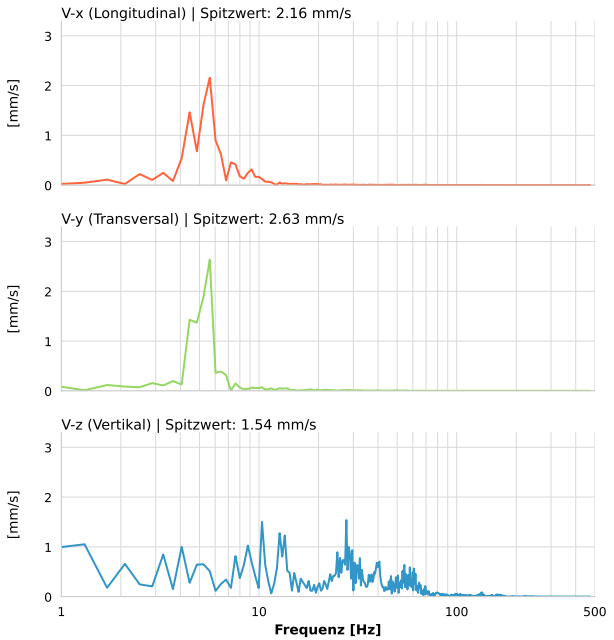 V-x (Longitudinal) | Spitzwert: 2.16 mm/s
3
2
1
0
[mm/s]
V-y (Transversal) | Spitzwert: 2.63 mm/s
3
2
1
0
[mm/s]
V-z (Vertikal) | Spitzwert: 1.54 mm/s
3
2
1
0
[mm/s]
1 10 100 500
Frequenz [Hz]